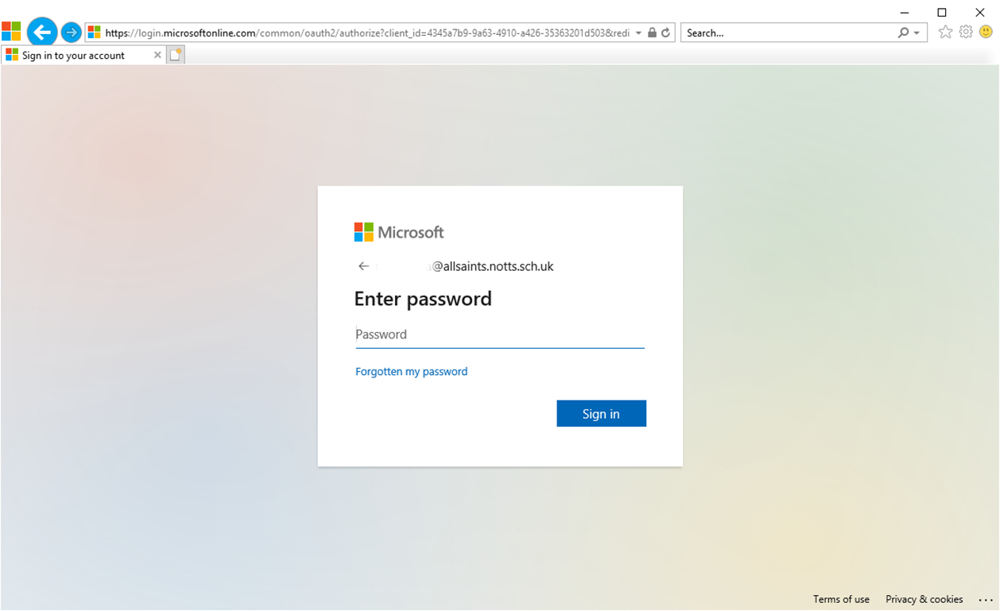 https://login.microsoftonline.com/common/oauth2/authorize?client_id=4345a7b9-9a63-4910-a426-35363201d503&redi
Search...
Sign in to your account
Microsoft
@allsaints.notts.sch.uk
Enter password
Password
Forgotten my password
Sign in
Terms of use Privacy & cookies ...